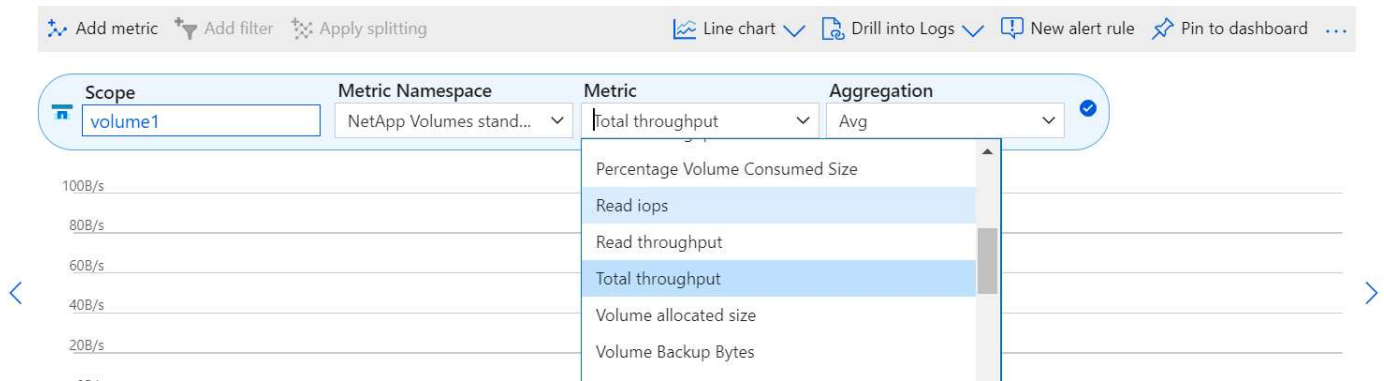 Add metric Add filter Apply splitting Line chart Drill into Logs New alert rule Pin to dashboard ...
Scope Metric Namespace Metric Aggregation
volume1 NetApp Volumes stand... Total throughput Avg
Percentage Volume Consumed Size
100B/s
Read iops
80B/s
Read throughput
60B/s
Total throughput
40B/s
Volume allocated size
20B/s
Volume Backup Bytes